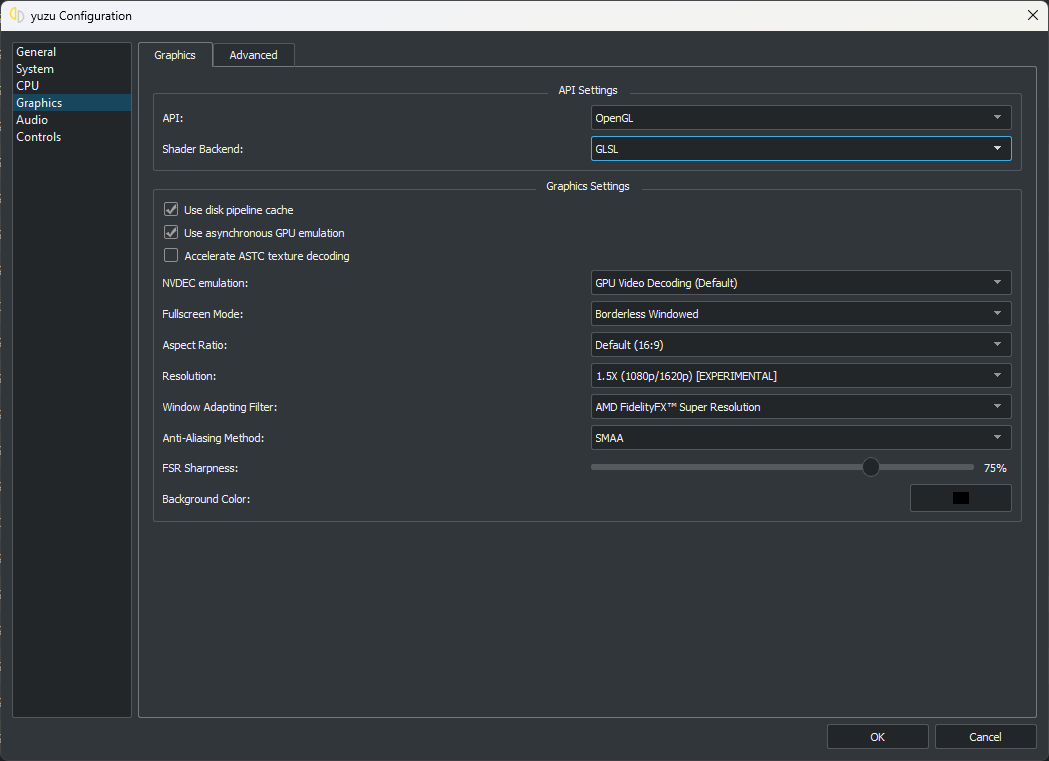 yuzu Configuration
General
System
CPU
Graphics
Audio
Controls
Graphics Advanced
API Settings
API: OpenGL
Shader Backend: GLSL
Graphics Settings
Use disk pipeline cache
Use asynchronous GPU emulation
Accelerate ASTC texture decoding
NVDEC emulation: GPU Video Decoding (Default)
Fullscreen Mode: Borderless Windowed
Aspect Ratio: Default (16:9)
Resolution: 1.5X (1080p/1620p) [EXPERIMENTAL]
Window Adapting Filter: AMD FidelityFX™ Super Resolution
Anti-Aliasing Method: SMAA
FSR Sharpness: 75%
Background Color:
OK Cancel